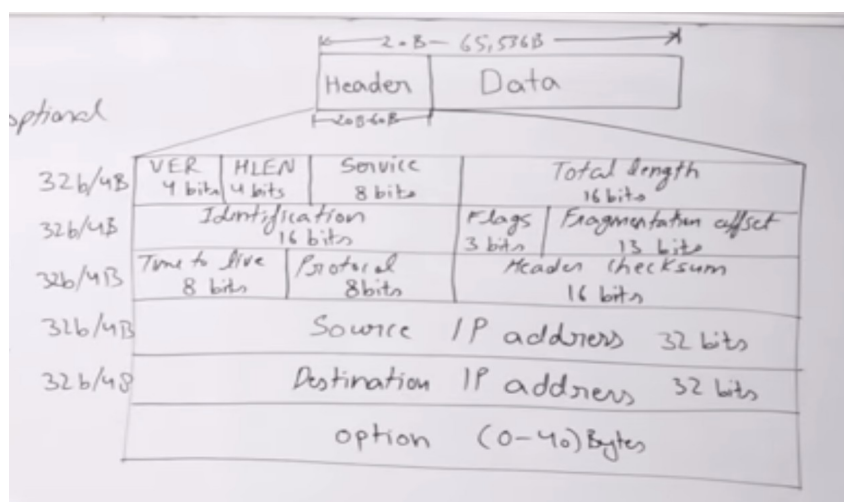 20B – 65,536B
Header Data
20B-60B
optional
32b/4B VER HLEN Service Total length
4 bits 4 bits 8 bits 16 bits
32b/4B Identification Flags Fragmentation offset
16 bits 3 bits 13 bits
32b/4B Time to live Protocol Header checksum
8 bits 8bits 16 bits
32b/4B Source IP address 32 bits
32b/4B Destination IP address 32 bits
option (0-40) Bytes